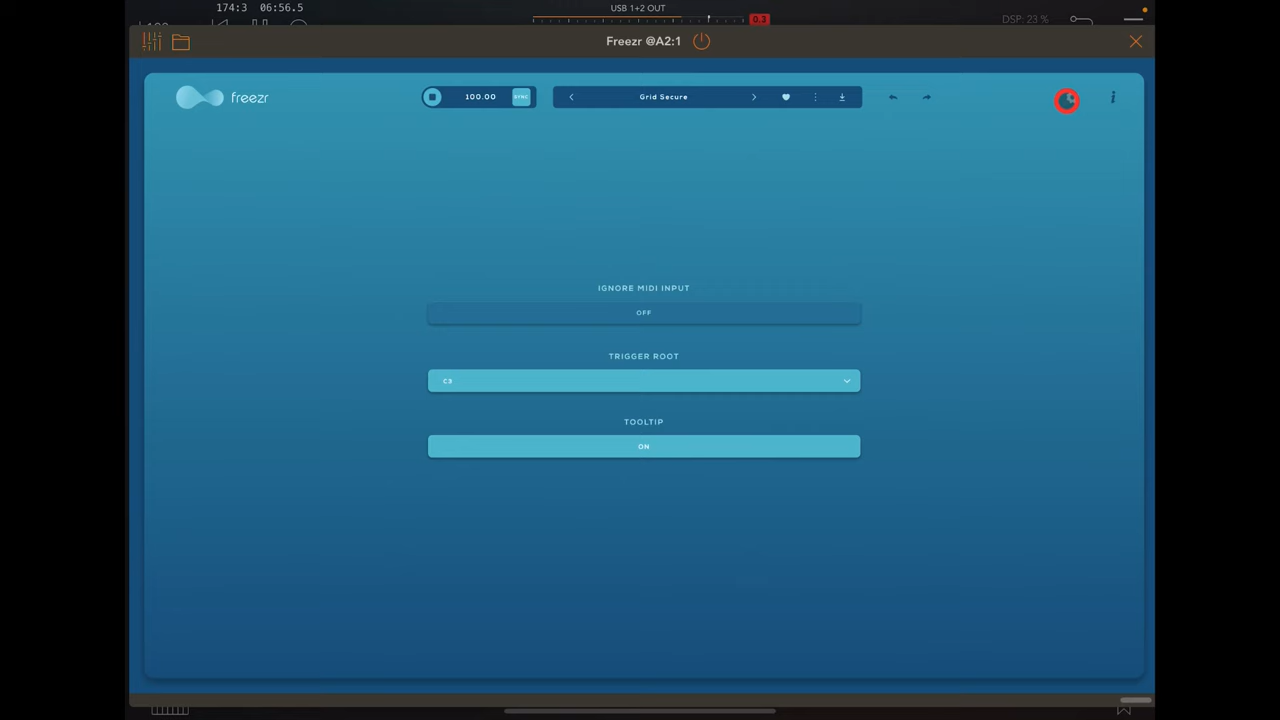 174:3 06:56.5
USB 1+2 OUT
0.3
DSP: 23 %
Freezr @A2:1
freezr
100.00
SYNC
Grid Secure
i
IGNORE MIDI INPUT
OFF
TRIGGER ROOT
C3
TOOLTIP
ON